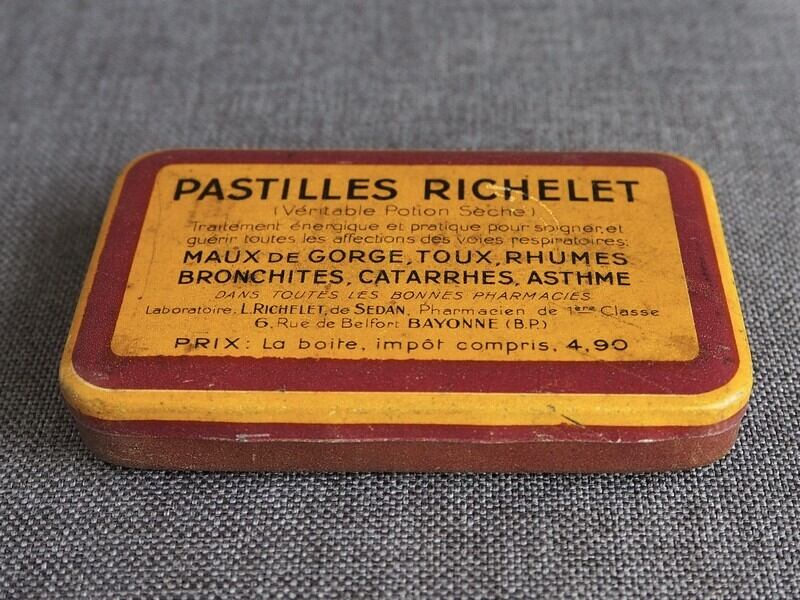 PASTILLES RICHELET
(Véritable Potion Sèche)
Traitement énergique et pratique pour soigner et
guérir toutes les affections des voies respiratoires:
MAUX DE GORGE, TOUX, RHUMES
BRONCHITES, CATARRHES, ASTHME
DANS TOUTES LES BONNES PHARMACIES
Laboratoire, L.RICHELET, de SEDAN, Pharmacien de 1ère Classe
6, Rue de Belfort BAYONNE (B.P.)
PRIX: La boite, impôt compris, 4,90